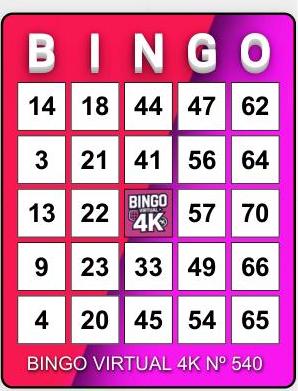 B I N G O
14 18 44 47 62
3 21 41 56 64
13 22 BINGO VIRTUAL 4K 57 70
9 23 33 49 66
4 20 45 54 65
BINGO VIRTUAL 4K Nº 540